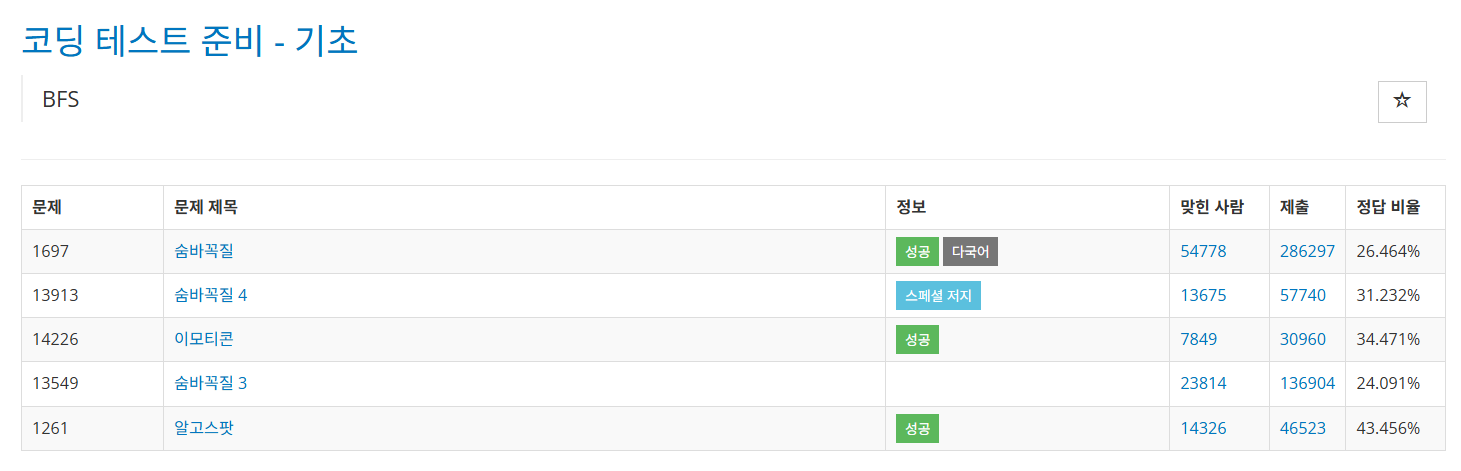 코딩 테스트 준비 - 기초
BFS
문제 문제 제목 정보 맞힌 사람 제출 정답 비율
1697 숨바꼭질 성공 다국어 54778 286297 26.464%
13913 숨바꼭질 4 스페셜 저지 13675 57740 31.232%
14226 이모티콘 성공 7849 30960 34.471%
13549 숨바꼭질 3 23814 136904 24.091%
1261 알고스팟 성공 14326 46523 43.456%